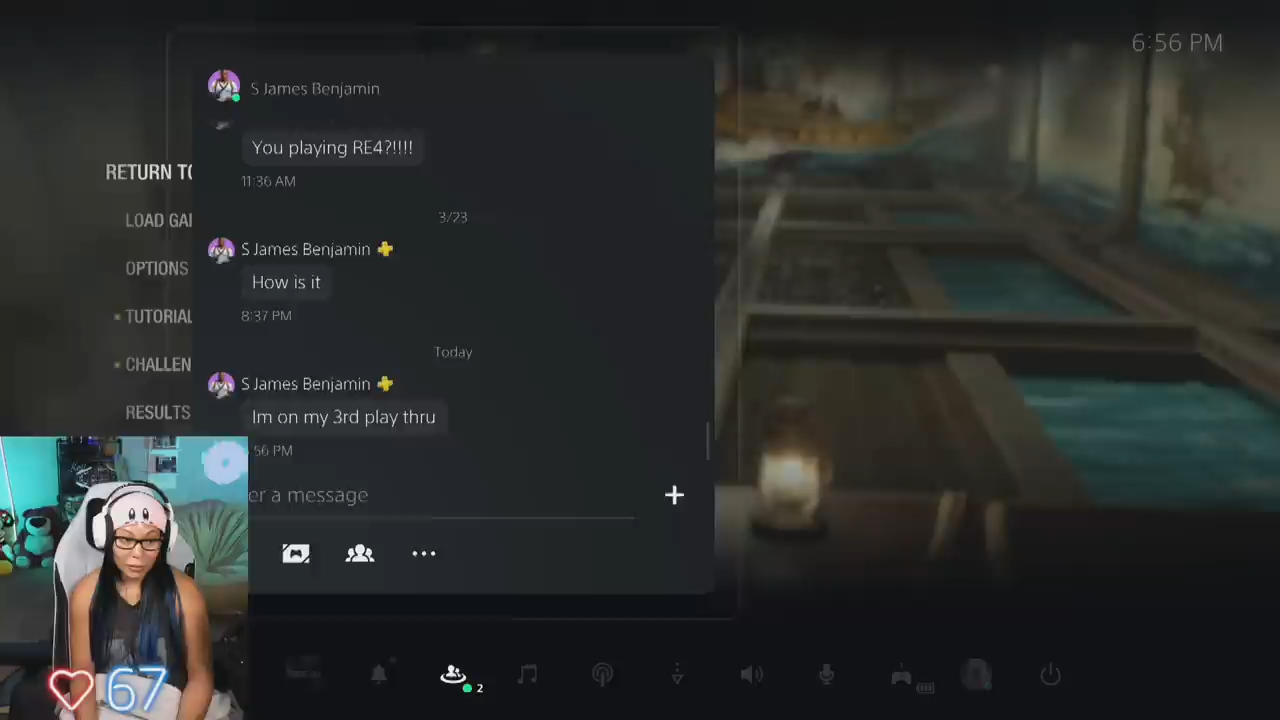 6:56 PM
S James Benjamin
You playing RE4?!!!!
11:36 AM
3/23
S James Benjamin
How is it
8:37 PM
Today
S James Benjamin
Im on my 3rd play thru
56 PM
er a message
RETURN TO
LOAD GA
OPTIONS
TUTORIAL
CHALLEN
RESULTS
2
67